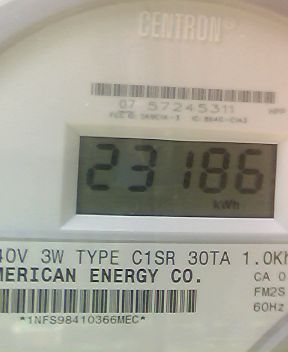 CENTRON®
07 57245311
23186
kWh
40V 3W TYPE C1SR 30TA 1.0Kh
MERICAN ENERGY CO.
CA 0
FM2S
60Hz
*1NFS98410366MEC*